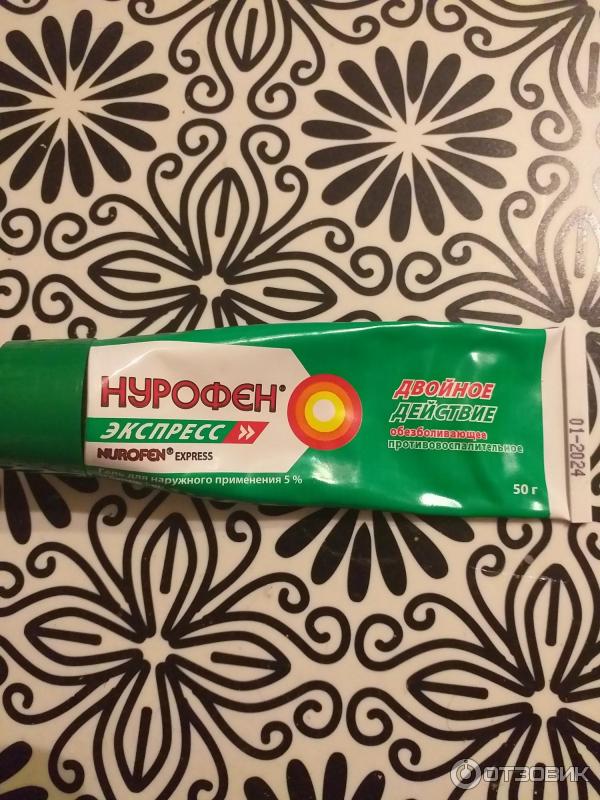 НУРОФЕН®
ЭКСПРЕСС »
NUROFEN® EXPRESS
Гель для наружного применения 5 %
ДВОЙНОЕ
ДЕЙСТВИЕ
обезболивающее
противовоспалительное
50 г
01-2024
ОТЗОВИК